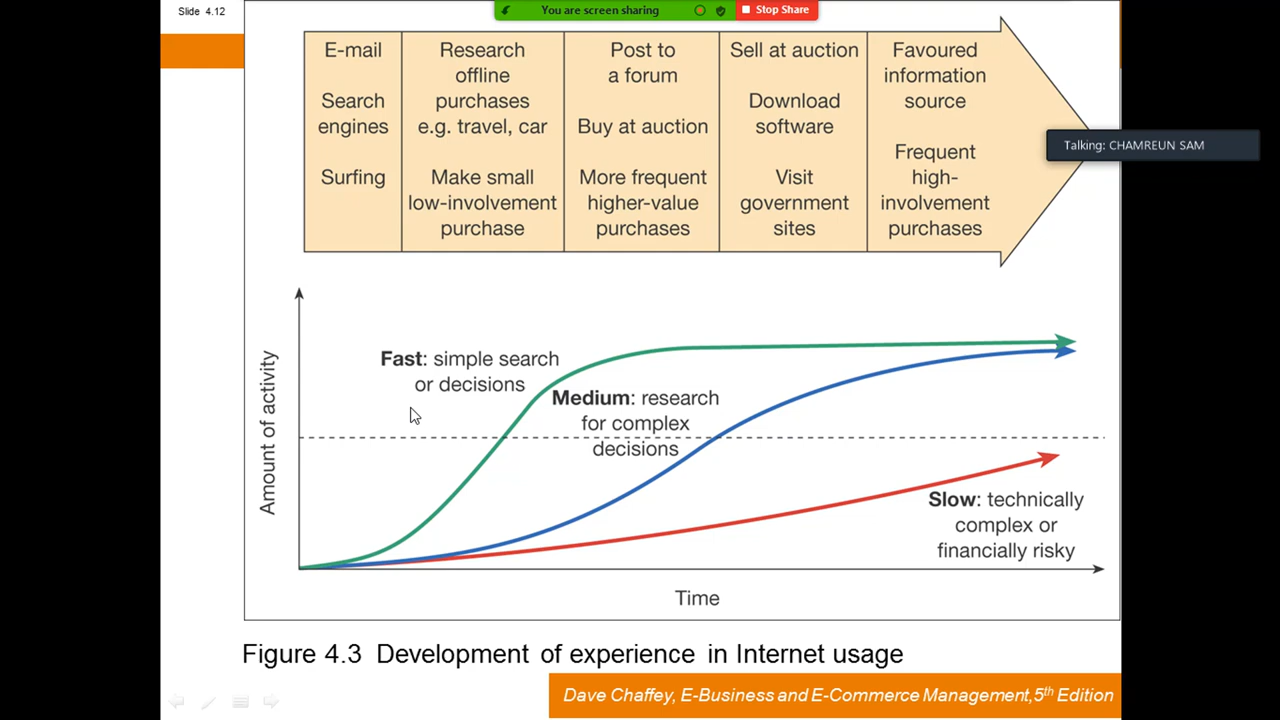 Slide 4.12
You are screen sharing
Stop Share
E-mail
Search
engines
Surfing
Research
offline
purchases
e.g. travel, car
Make small
low-involvement
purchase
Post to
a forum
Buy at auction
More frequent
higher-value
purchases
Sell at auction
Download
software
Visit
government
sites
Favoured
information
source
Frequent
high-
involvement
purchases
Talking: CHAMREUN SAM
Amount of activity
Fast: simple search
or decisions
Medium: research
for complex
decisions
Slow: technically
complex or
financially risky
Time
Figure 4.3 Development of experience in Internet usage
Dave Chaffey, E-Business and E-Commerce Management,5th Edition